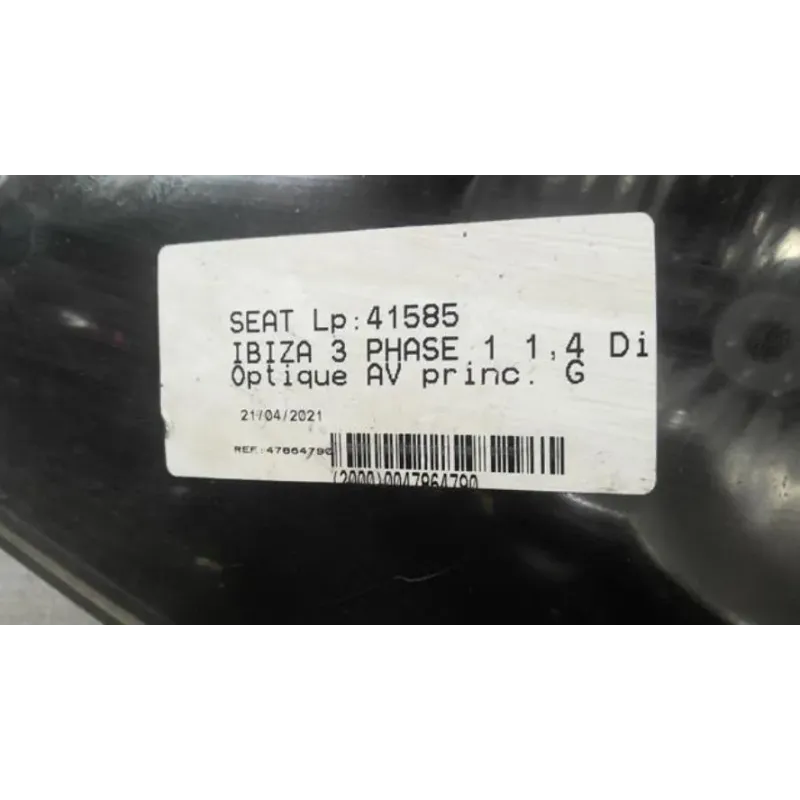 SEAT Lp:41585
IBIZA 3 PHASE 1 1,4 Di
Optique AV princ. G
21/04/2021
REF.:47864790
(2000)0047864790